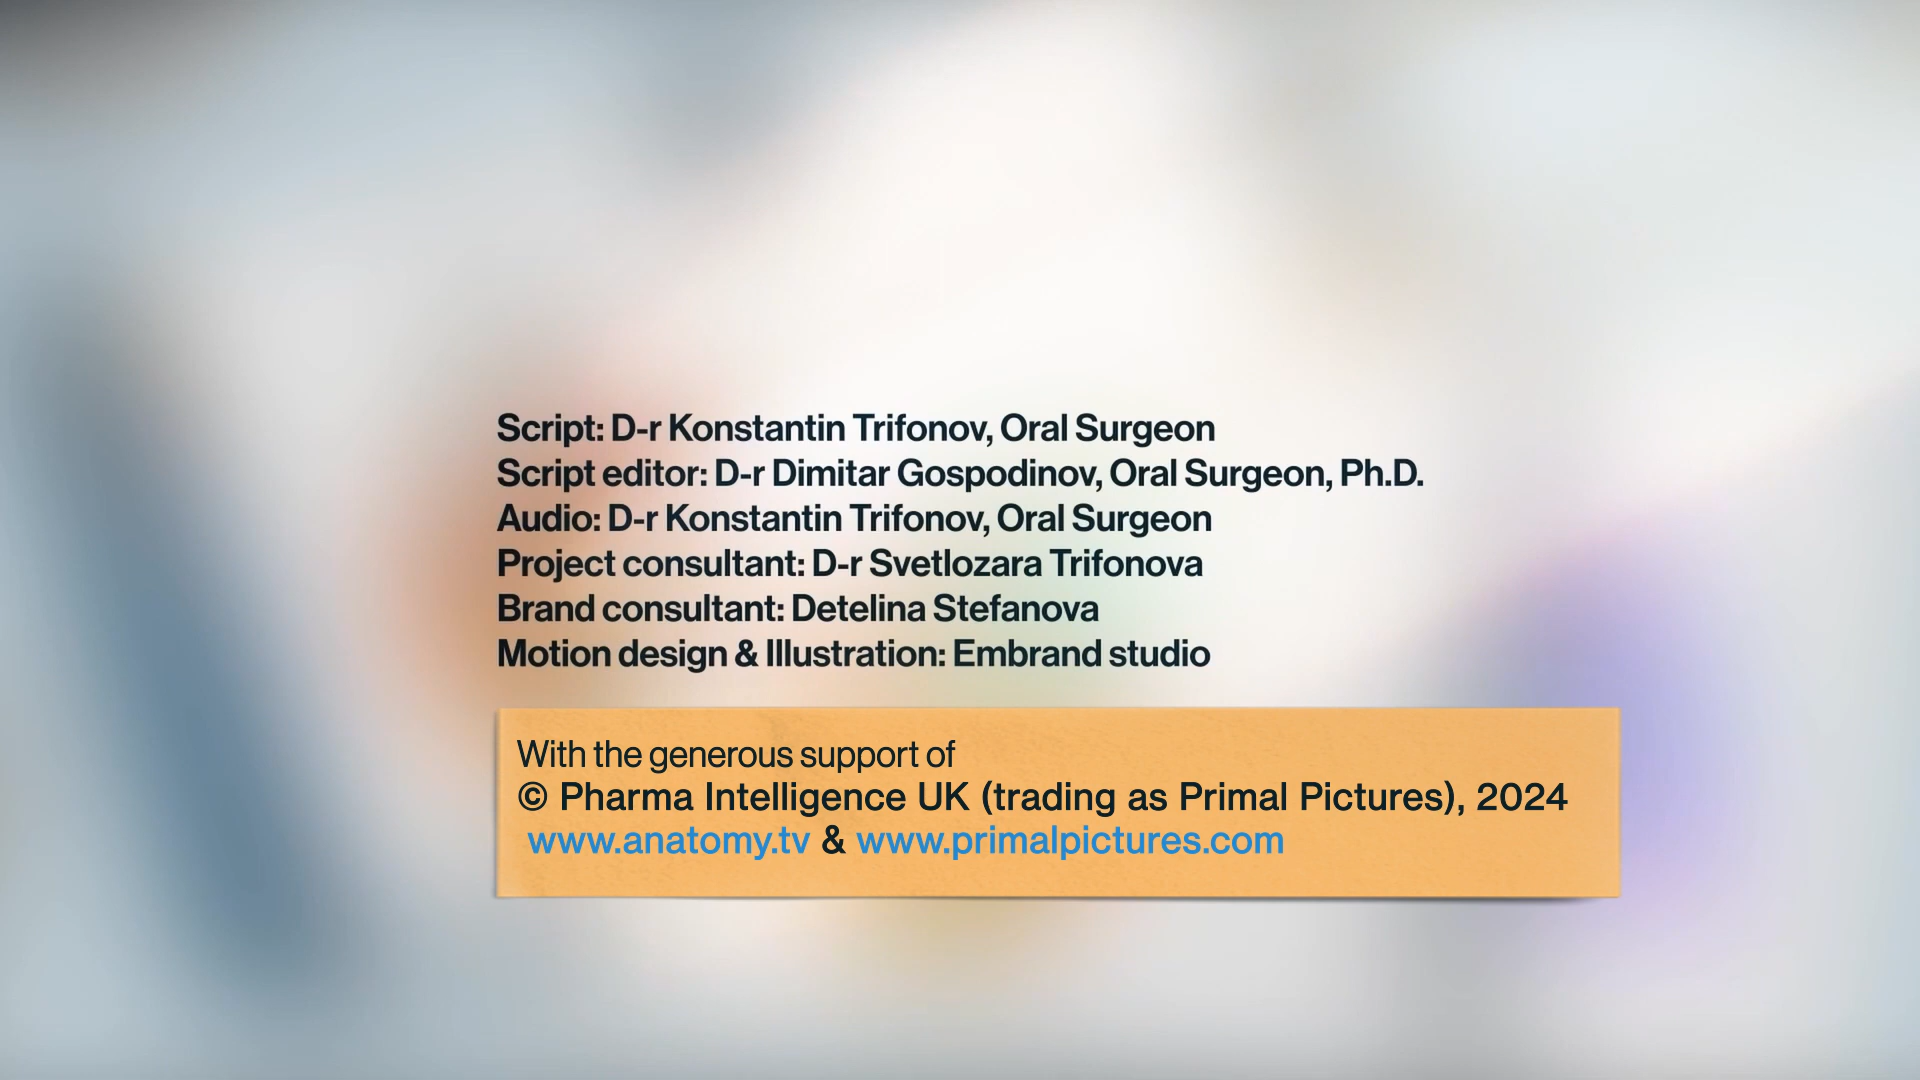 Script: D-r Konstantin Trifonov, Oral Surgeon
Script editor: D-r Dimitar Gospodinov, Oral Surgeon, Ph.D.
Audio: D-r Konstantin Trifonov, Oral Surgeon
Project consultant: D-r Svetlozara Trifonova
Brand consultant: Detelina Stefanova
Motion design & Illustration: Embrand studio
With the generous support of
© Pharma Intelligence UK (trading as Primal Pictures), 2024
www.anatomy.tv & www.primalpictures.com